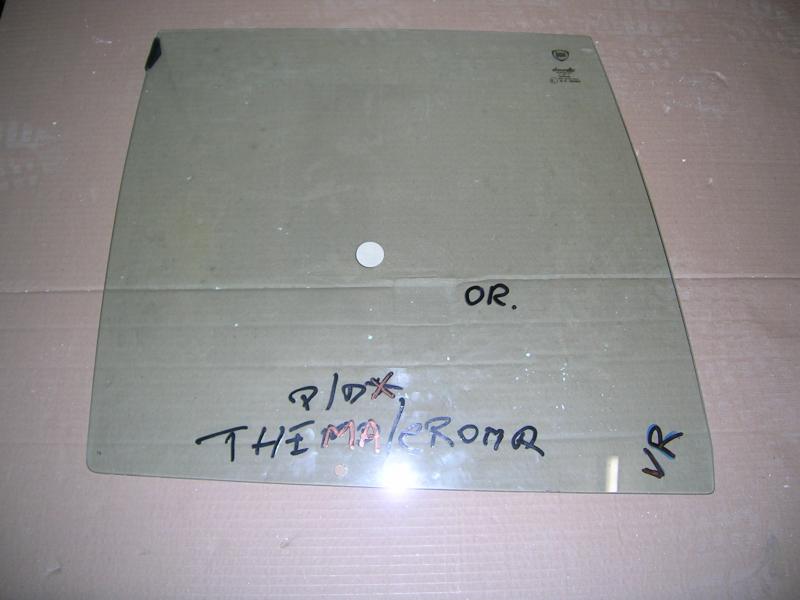 OR.
P/DX
THEMA/CROMA
VR